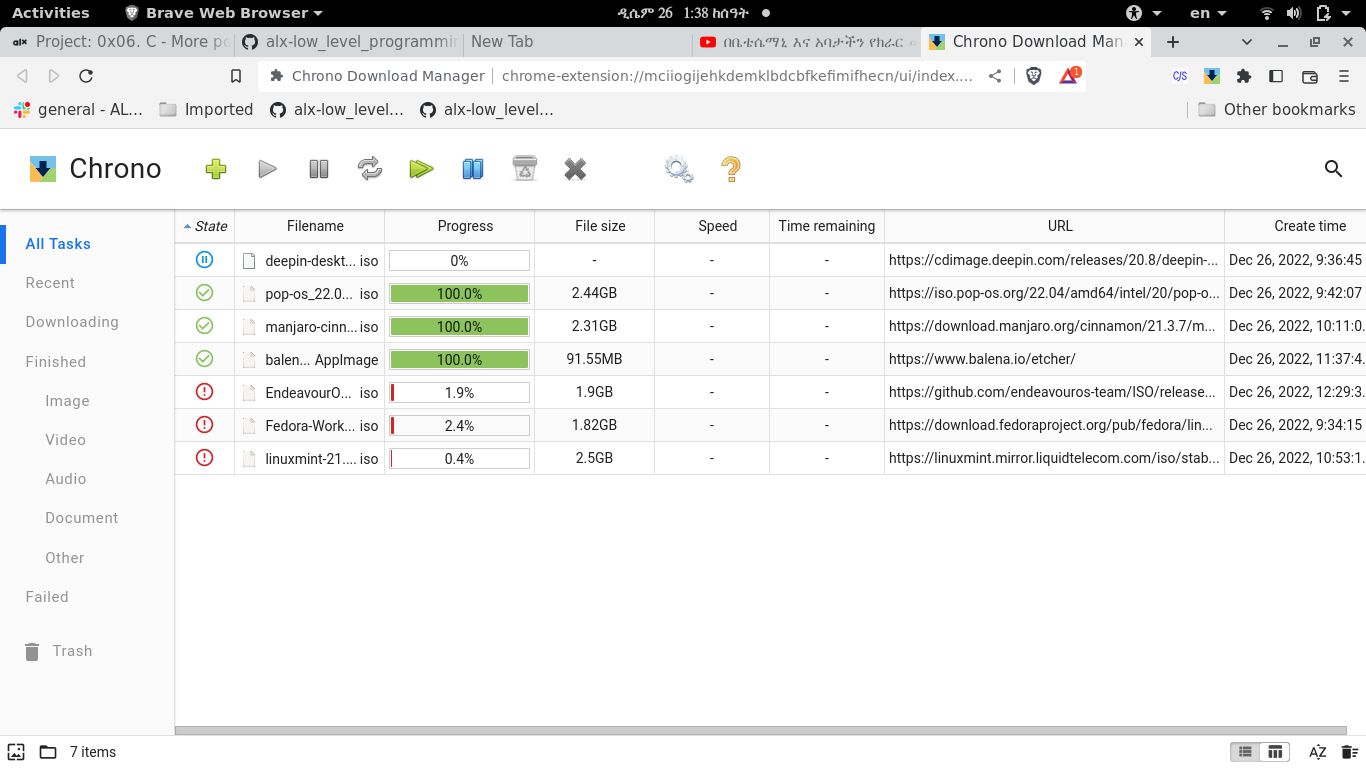 Activities Brave Web Browser ዲሴም 26 1:38 ከሰዓት en
alx Project: 0x06. C - More po alx-low_level_programmin New Tab በቤቴሴማኒ እና አባታችን የክራር Chrono Download Man
Chrono Download Manager chrome-extension://mciiogijehkdemklbdcbfkefimifhecn/ui/index.... 1 C/S
general - AL... Imported alx-low_level... alx-low_level... Other bookmarks
Chrono
State Filename Progress File size Speed Time remaining URL Create time
All Tasks
Recent
Downloading
Finished
Image
Video
Audio
Document
Other
Failed
Trash
deepin-deskt... iso 0% - - - https://cdimage.deepin.com/releases/20.8/deepin-... Dec 26, 2022, 9:36:45
pop-os_22.0... iso 100.0% 2.44GB - - https://iso.pop-os.org/22.04/amd64/intel/20/pop-o... Dec 26, 2022, 9:42:07
manjaro-cinn... iso 100.0% 2.31GB - - https://download.manjaro.org/cinnamon/21.3.7/m... Dec 26, 2022, 10:11:0.
balen... AppImage 100.0% 91.55MB - - https://www.balena.io/etcher/ Dec 26, 2022, 11:37:4.
EndeavourO... iso 1.9% 1.9GB - - https://github.com/endeavouros-team/ISO/release... Dec 26, 2022, 12:29:3.
Fedora-Work... iso 2.4% 1.82GB - - https://download.fedoraproject.org/pub/fedora/lin... Dec 26, 2022, 9:34:15
linuxmint-21.... iso 0.4% 2.5GB - - https://linuxmint.mirror.liquidtelecom.com/iso/stab... Dec 26, 2022, 10:53:1.
7 items AZ